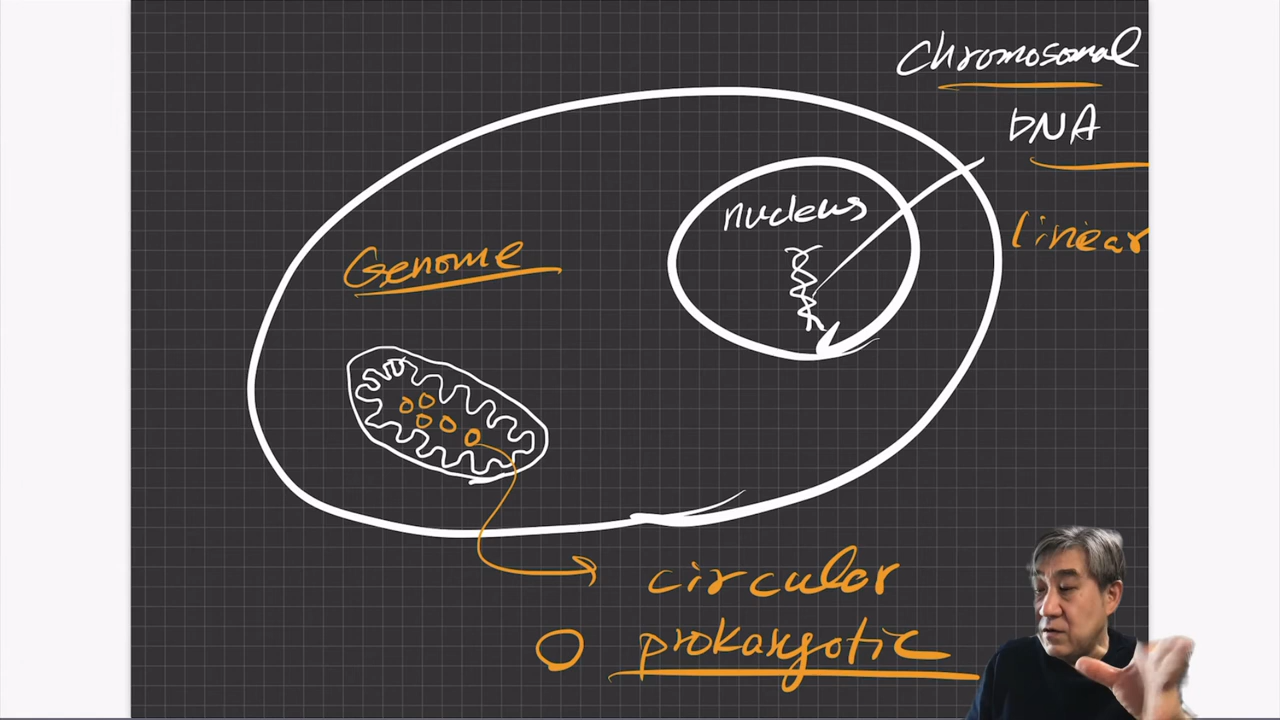 Chromosomal
DNA
linear
nucleus
Genome
circular
prokaryotic